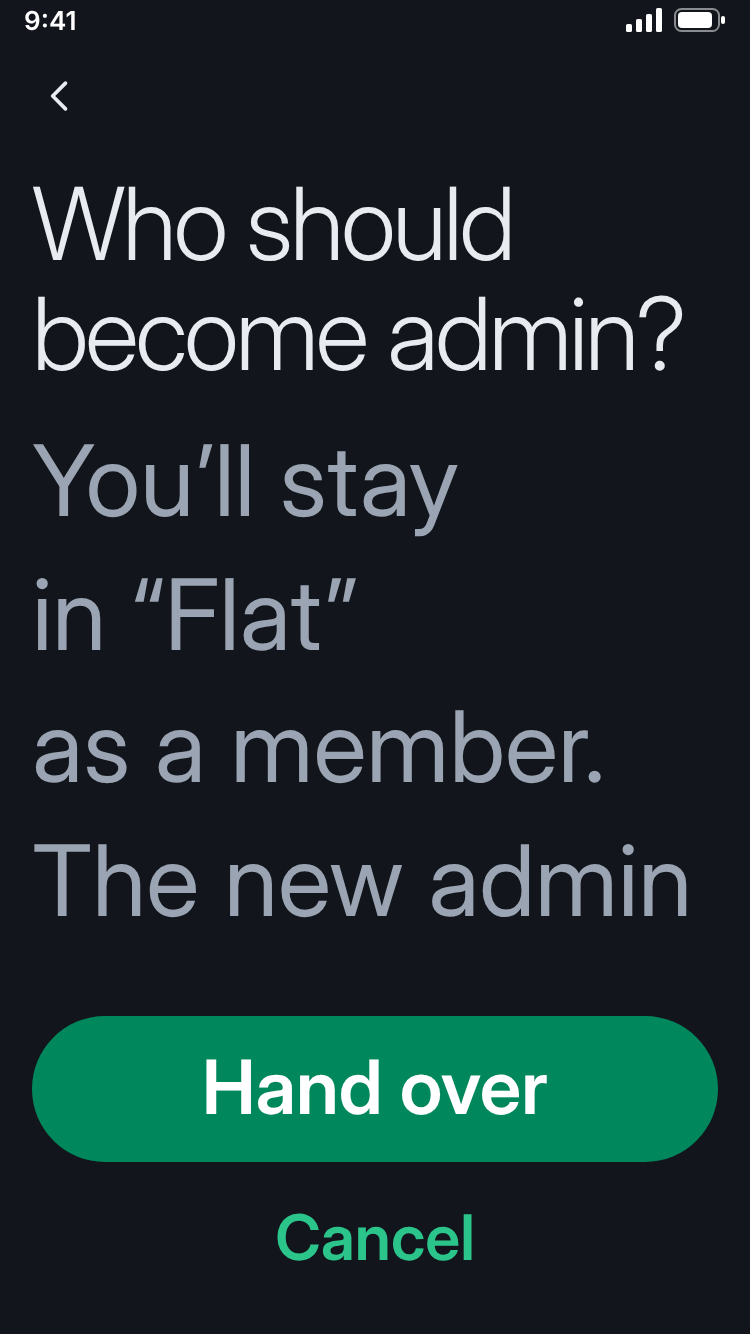 9:41
Who should
become admin?
You’ll stay
in “Flat”
as a member.
The new admin
Hand over
Cancel